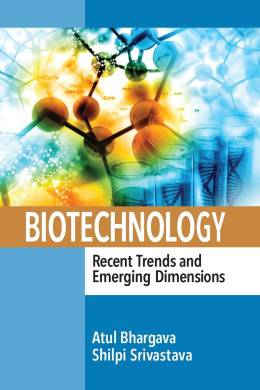 BIOTECHNOLOGY
Recent Trends and
Emerging Dimensions
Atul Bhargava
Shilpi Srivastava